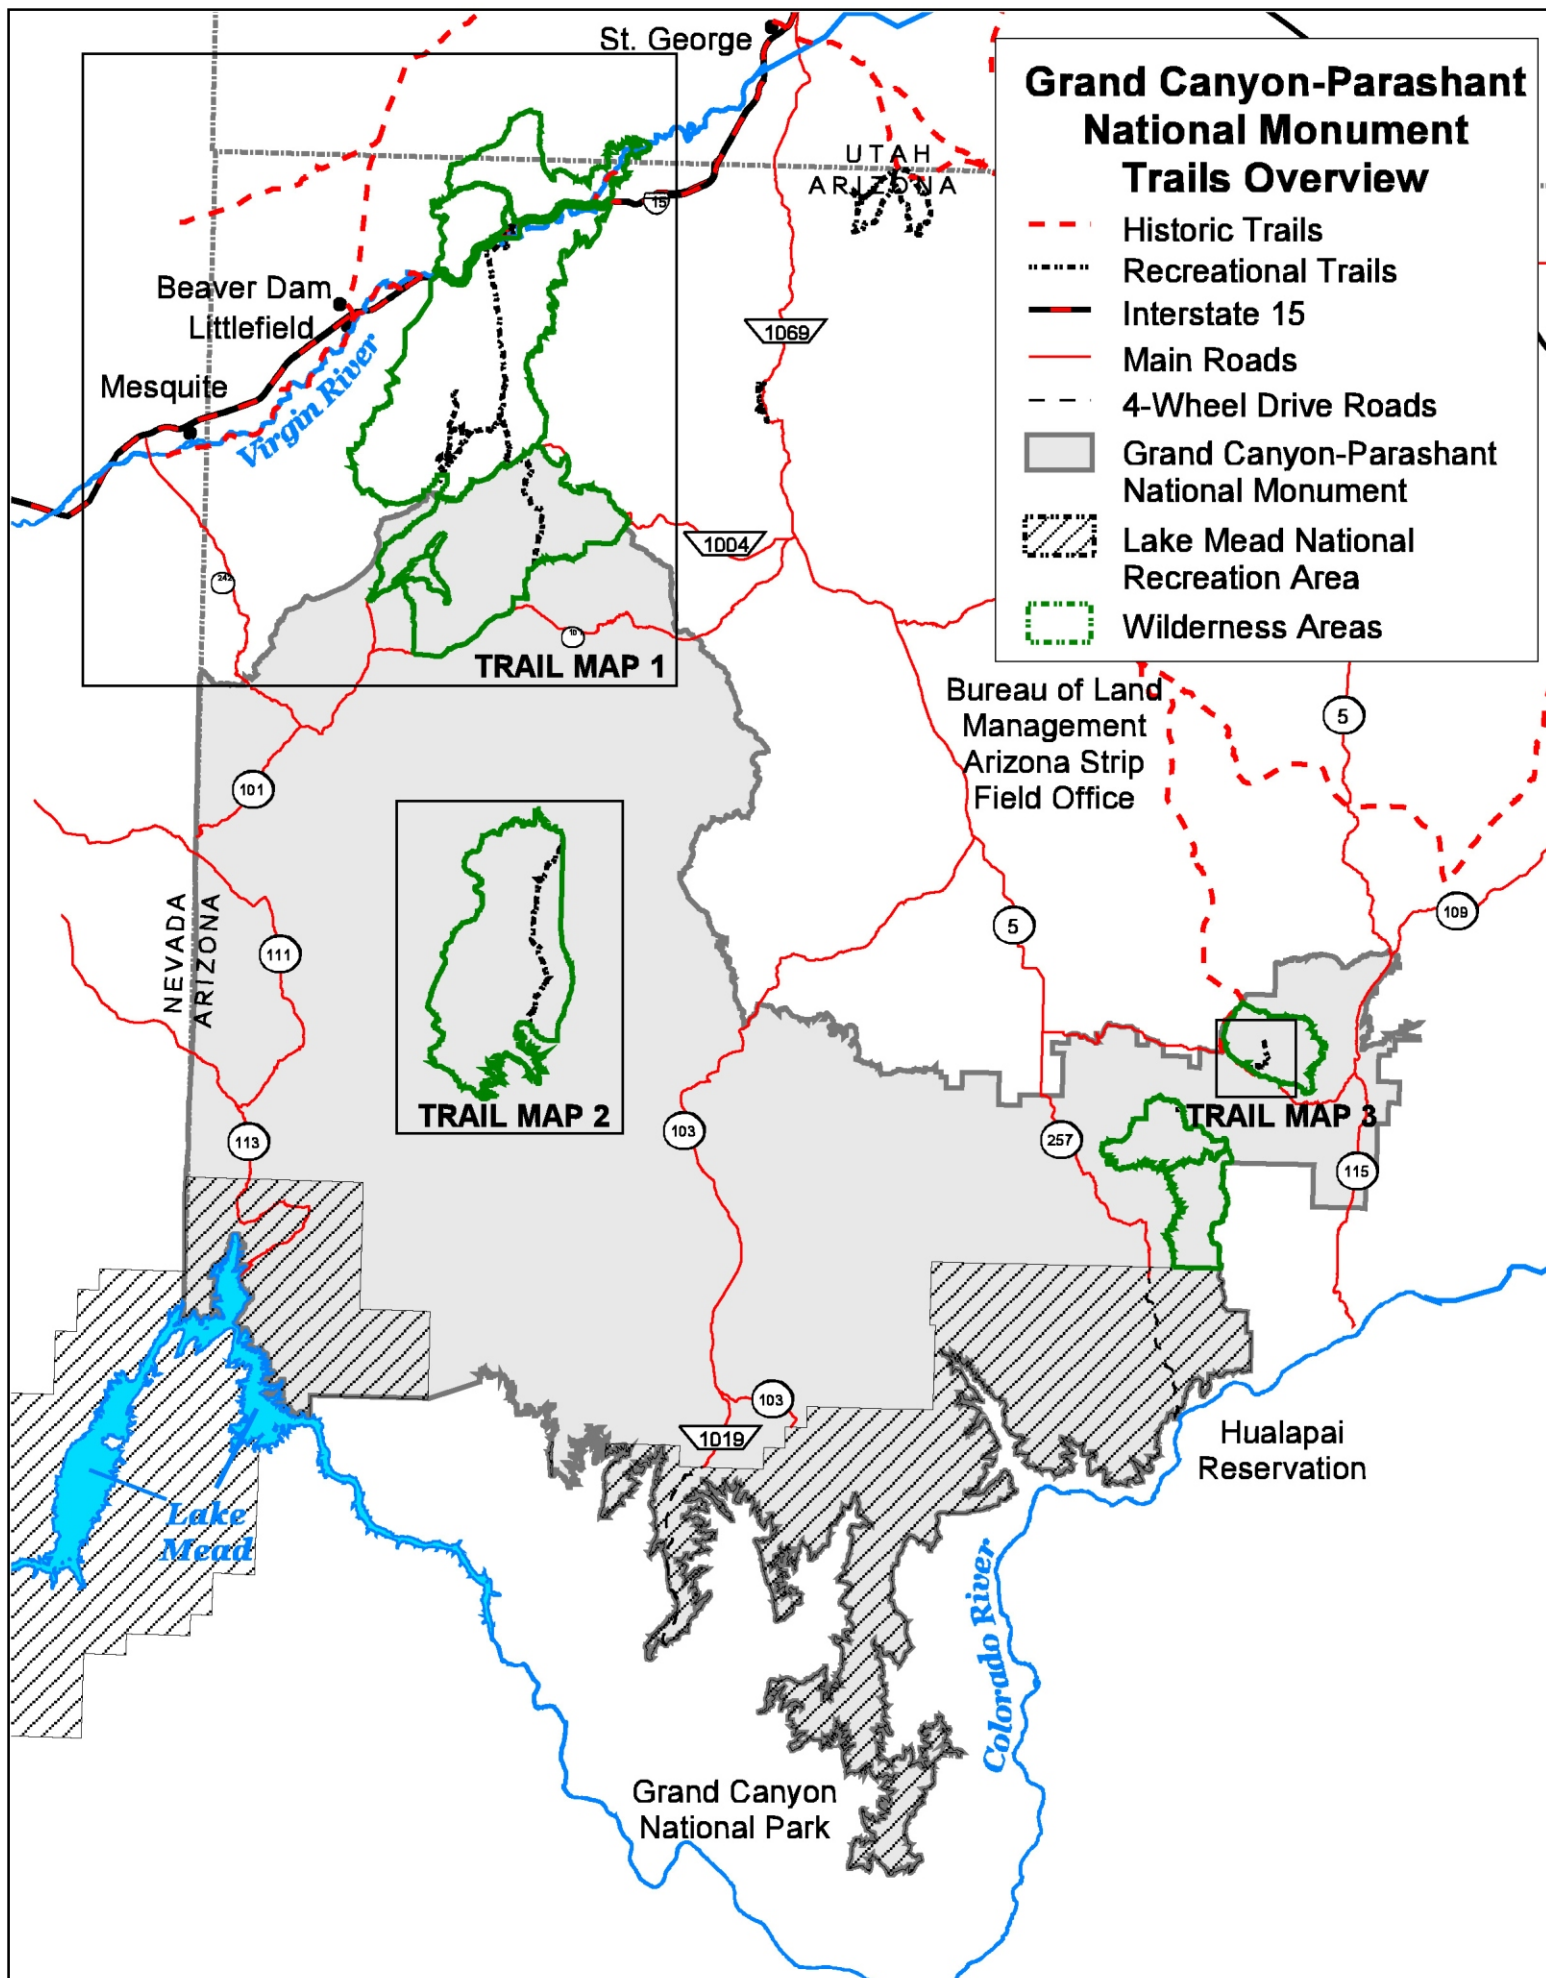 St. George
Grand Canyon-Parashant
National Monument
Trails Overview
Historic Trails
Recreational Trails
Interstate 15
Main Roads
4-Wheel Drive Roads
Grand Canyon-Parashant
National Monument
Lake Mead National
Recreation Area
Wilderness Areas
UTAH
ARIZONA
15
Beaver Dam
Littlefield
Mesquite
Virgin River
1069
1004
242
101
TRAIL MAP 1
Bureau of Land
Management
Arizona Strip
Field Office
5
101
NEVADA
ARIZONA
111
5
109
TRAIL MAP 2
TRAIL MAP 3
113
103
257
115
103
1019
Hualapai
Reservation
Lake
Mead
Colorado River
Grand Canyon
National Park